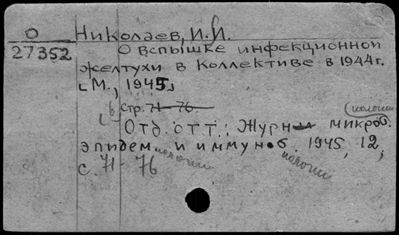 О Николаев, И.И.
27352 О вспышке инфекционной
желтухи в коллективе в 1944г.
[М., 1945]
6 стр. 71-76.
Отд. отт.: Журн. микроб.
эпидем. и иммуноб. 1945, 12,
с. 71-76